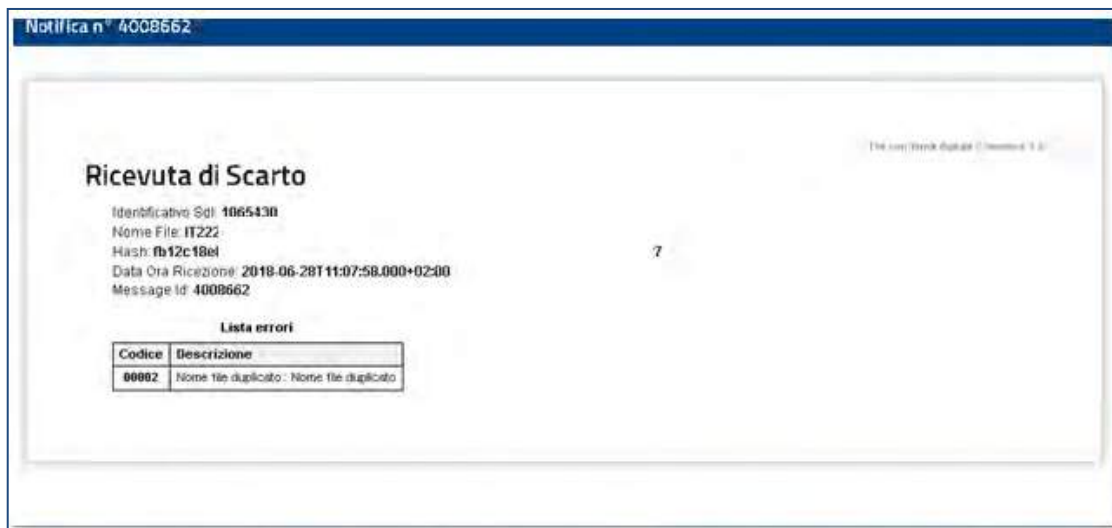 Notifica n° 4008662
Ricevuta di Scarto
Identificativo SdI: 1065430
Nome File: IT222
Hash: fb12c18el 7
Data Ora Ricezione: 2018-06-28T11:07:58.000+02:00
Message Id: 4008662
Lista errori
Codice Descrizione
00002 Nome file duplicato : Nome file duplicato